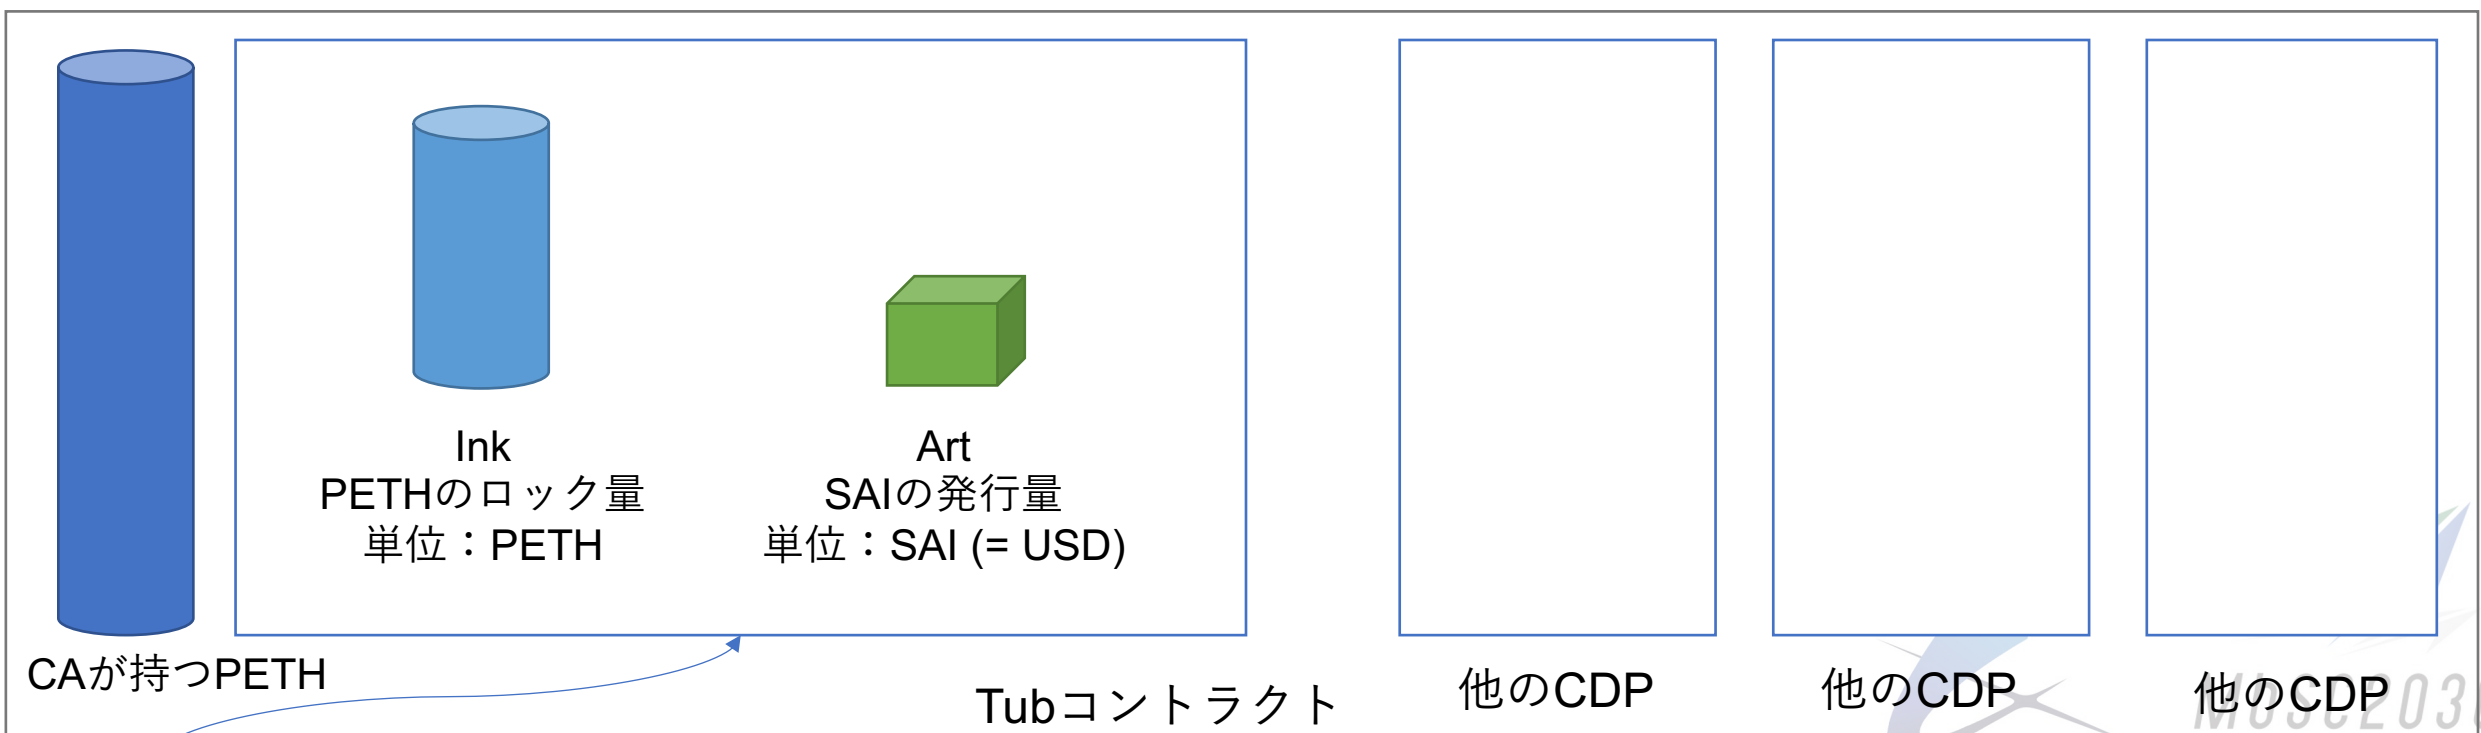 Ink
PETHのロック量
単位：PETH
Art
SAIの発行量
単位：SAI (= USD)
CAが持つPETH
Tubコントラクト
他のCDP
他のCDP
他のCDP